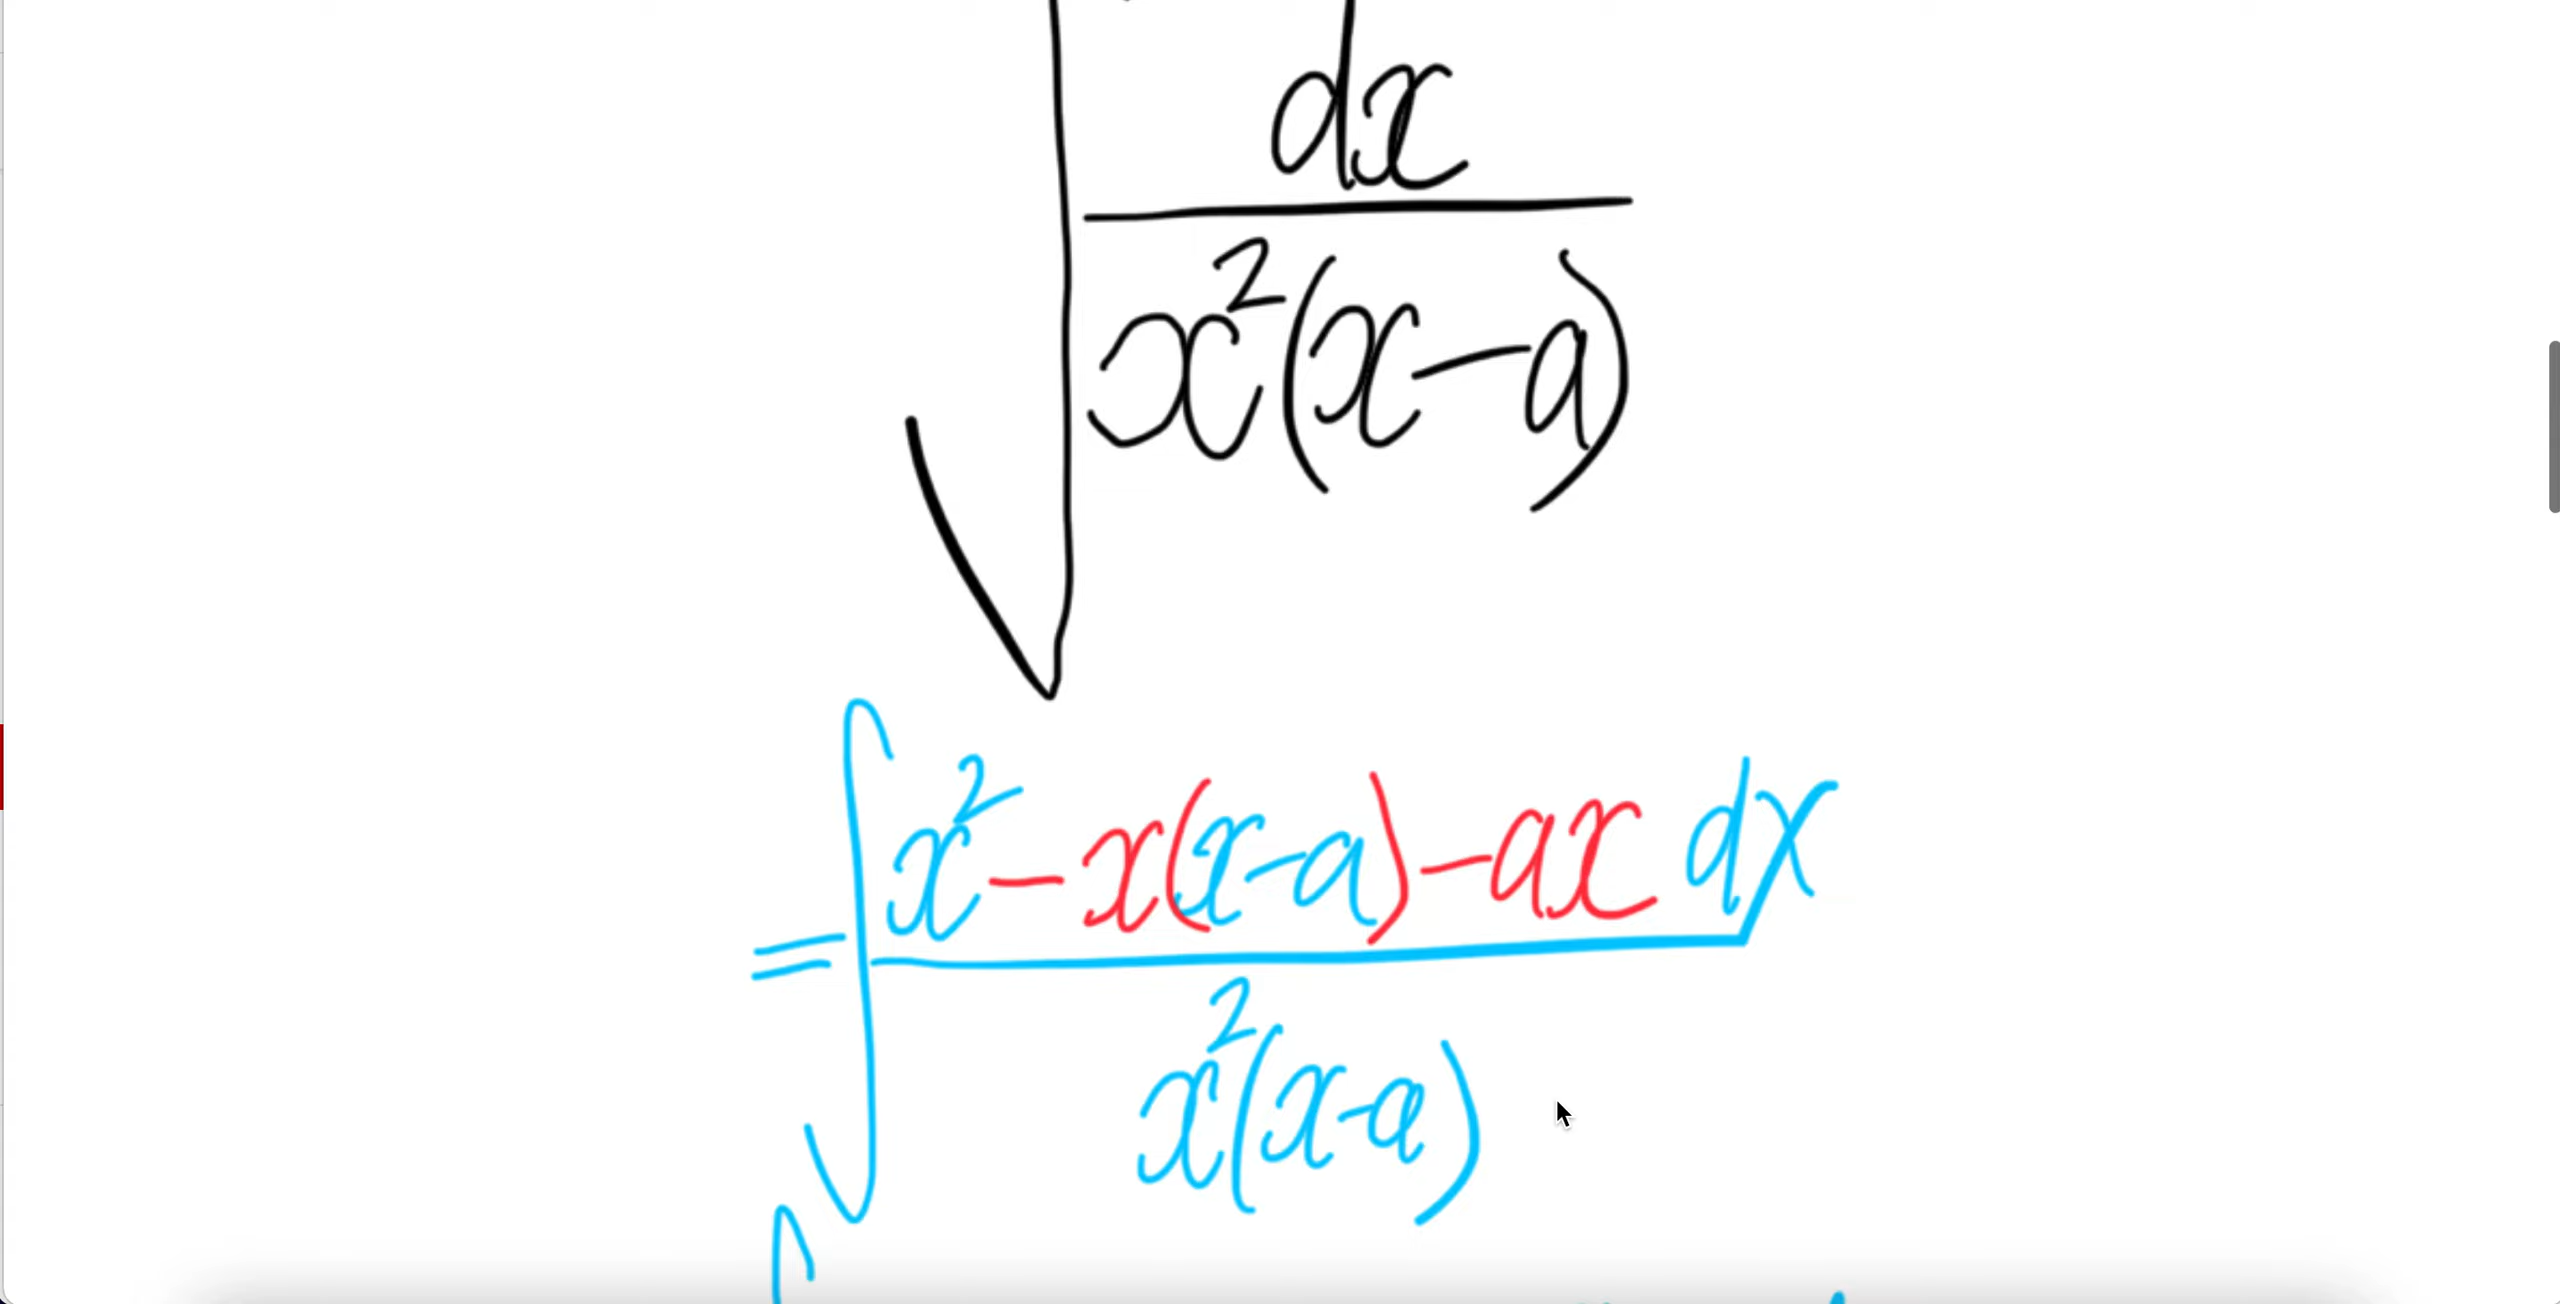 ∫ dx / x²(x-a)
= ∫ x² - x(x-a) - ax dx / x²(x-a)